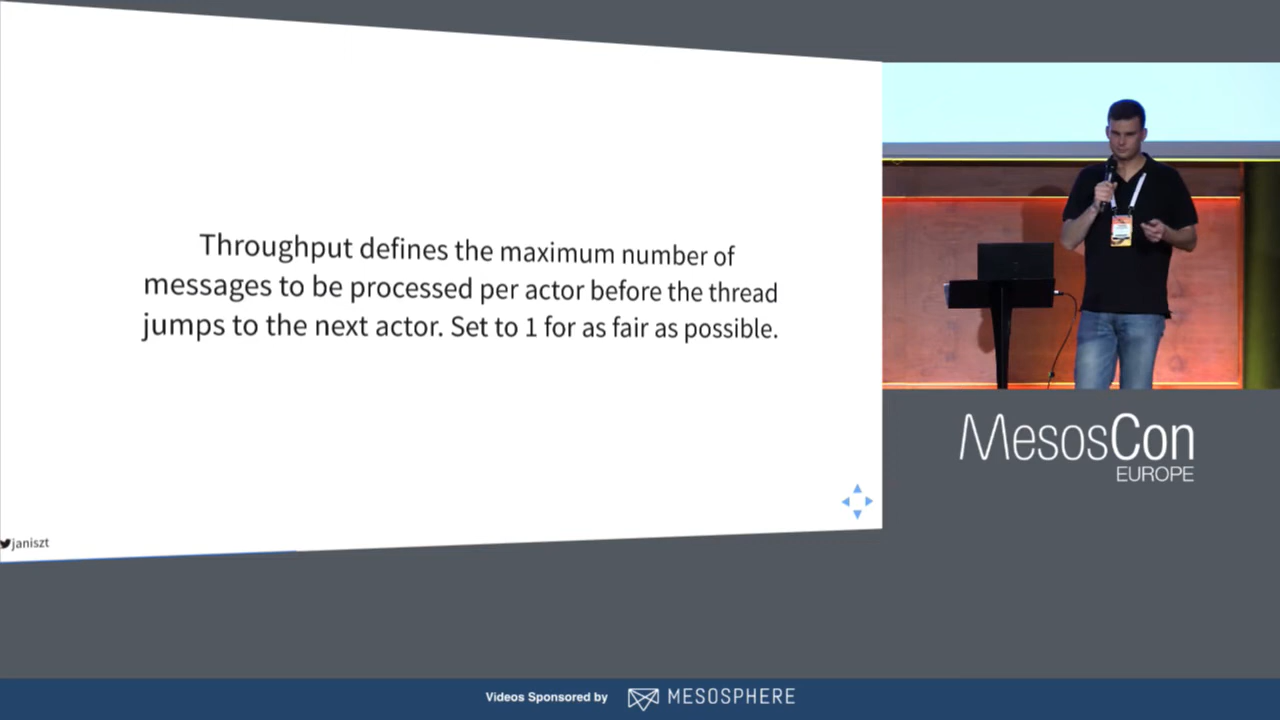 Throughput defines the maximum number of
messages to be processed per actor before the thread
jumps to the next actor. Set to 1 for as fair as possible.
janiszt
MesosCon
EUROPE
Videos Sponsored by MESOSPHERE